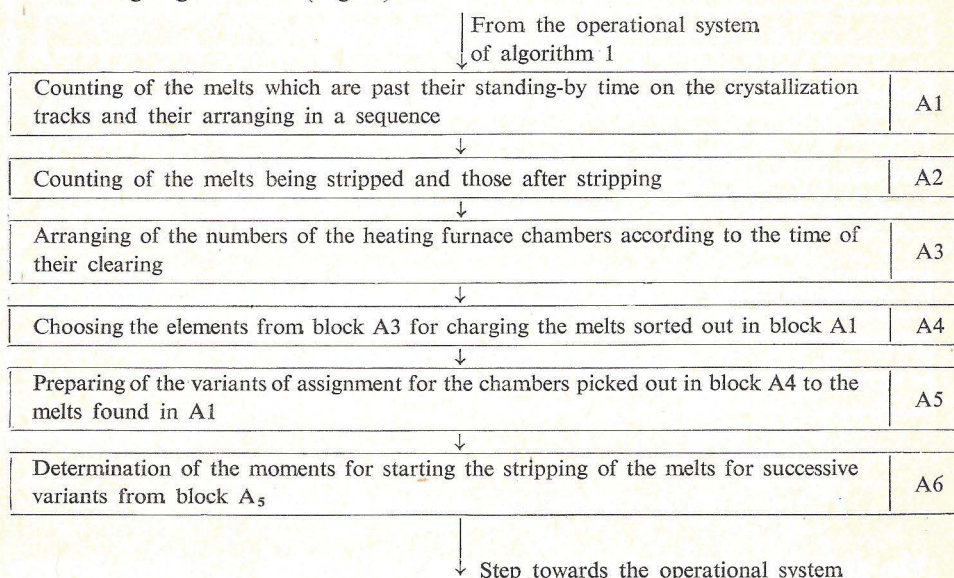 From the operational system
of algorithm 1
Counting of the melts which are past their standing-by time on the crystallization
tracks and their arranging in a sequence
A1
Counting of the melts being stripped and those after stripping
A2
Arranging of the numbers of the heating furnace chambers according to the time of
their clearing
A3
Choosing the elements from block A3 for charging the melts sorted out in block A1
A4
Preparing of the variants of assignment for the chambers picked out in block A4 to the
melts found in A1
A5
Determination of the moments for starting the stripping of the melts for successive
variants from block A5
A6
Step towards the operational system